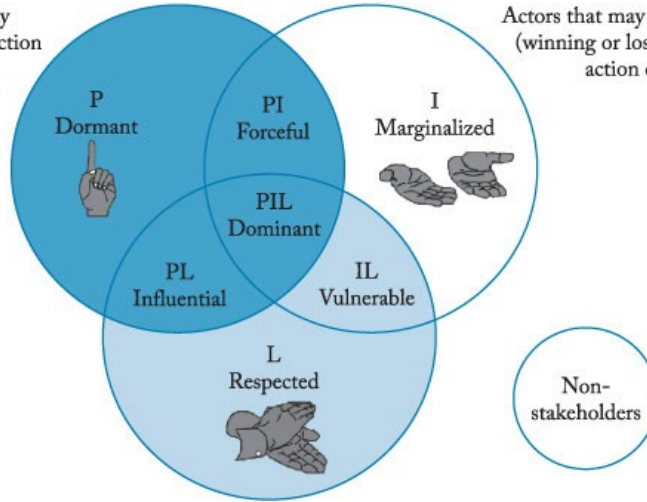 Actors that may
(winning or los
action
P
Dormant
PI
Forceful
I
Marginalized
PIL
Dominant
PL
Influential
IL
Vulnerable
L
Respected
Non-
stakeholders